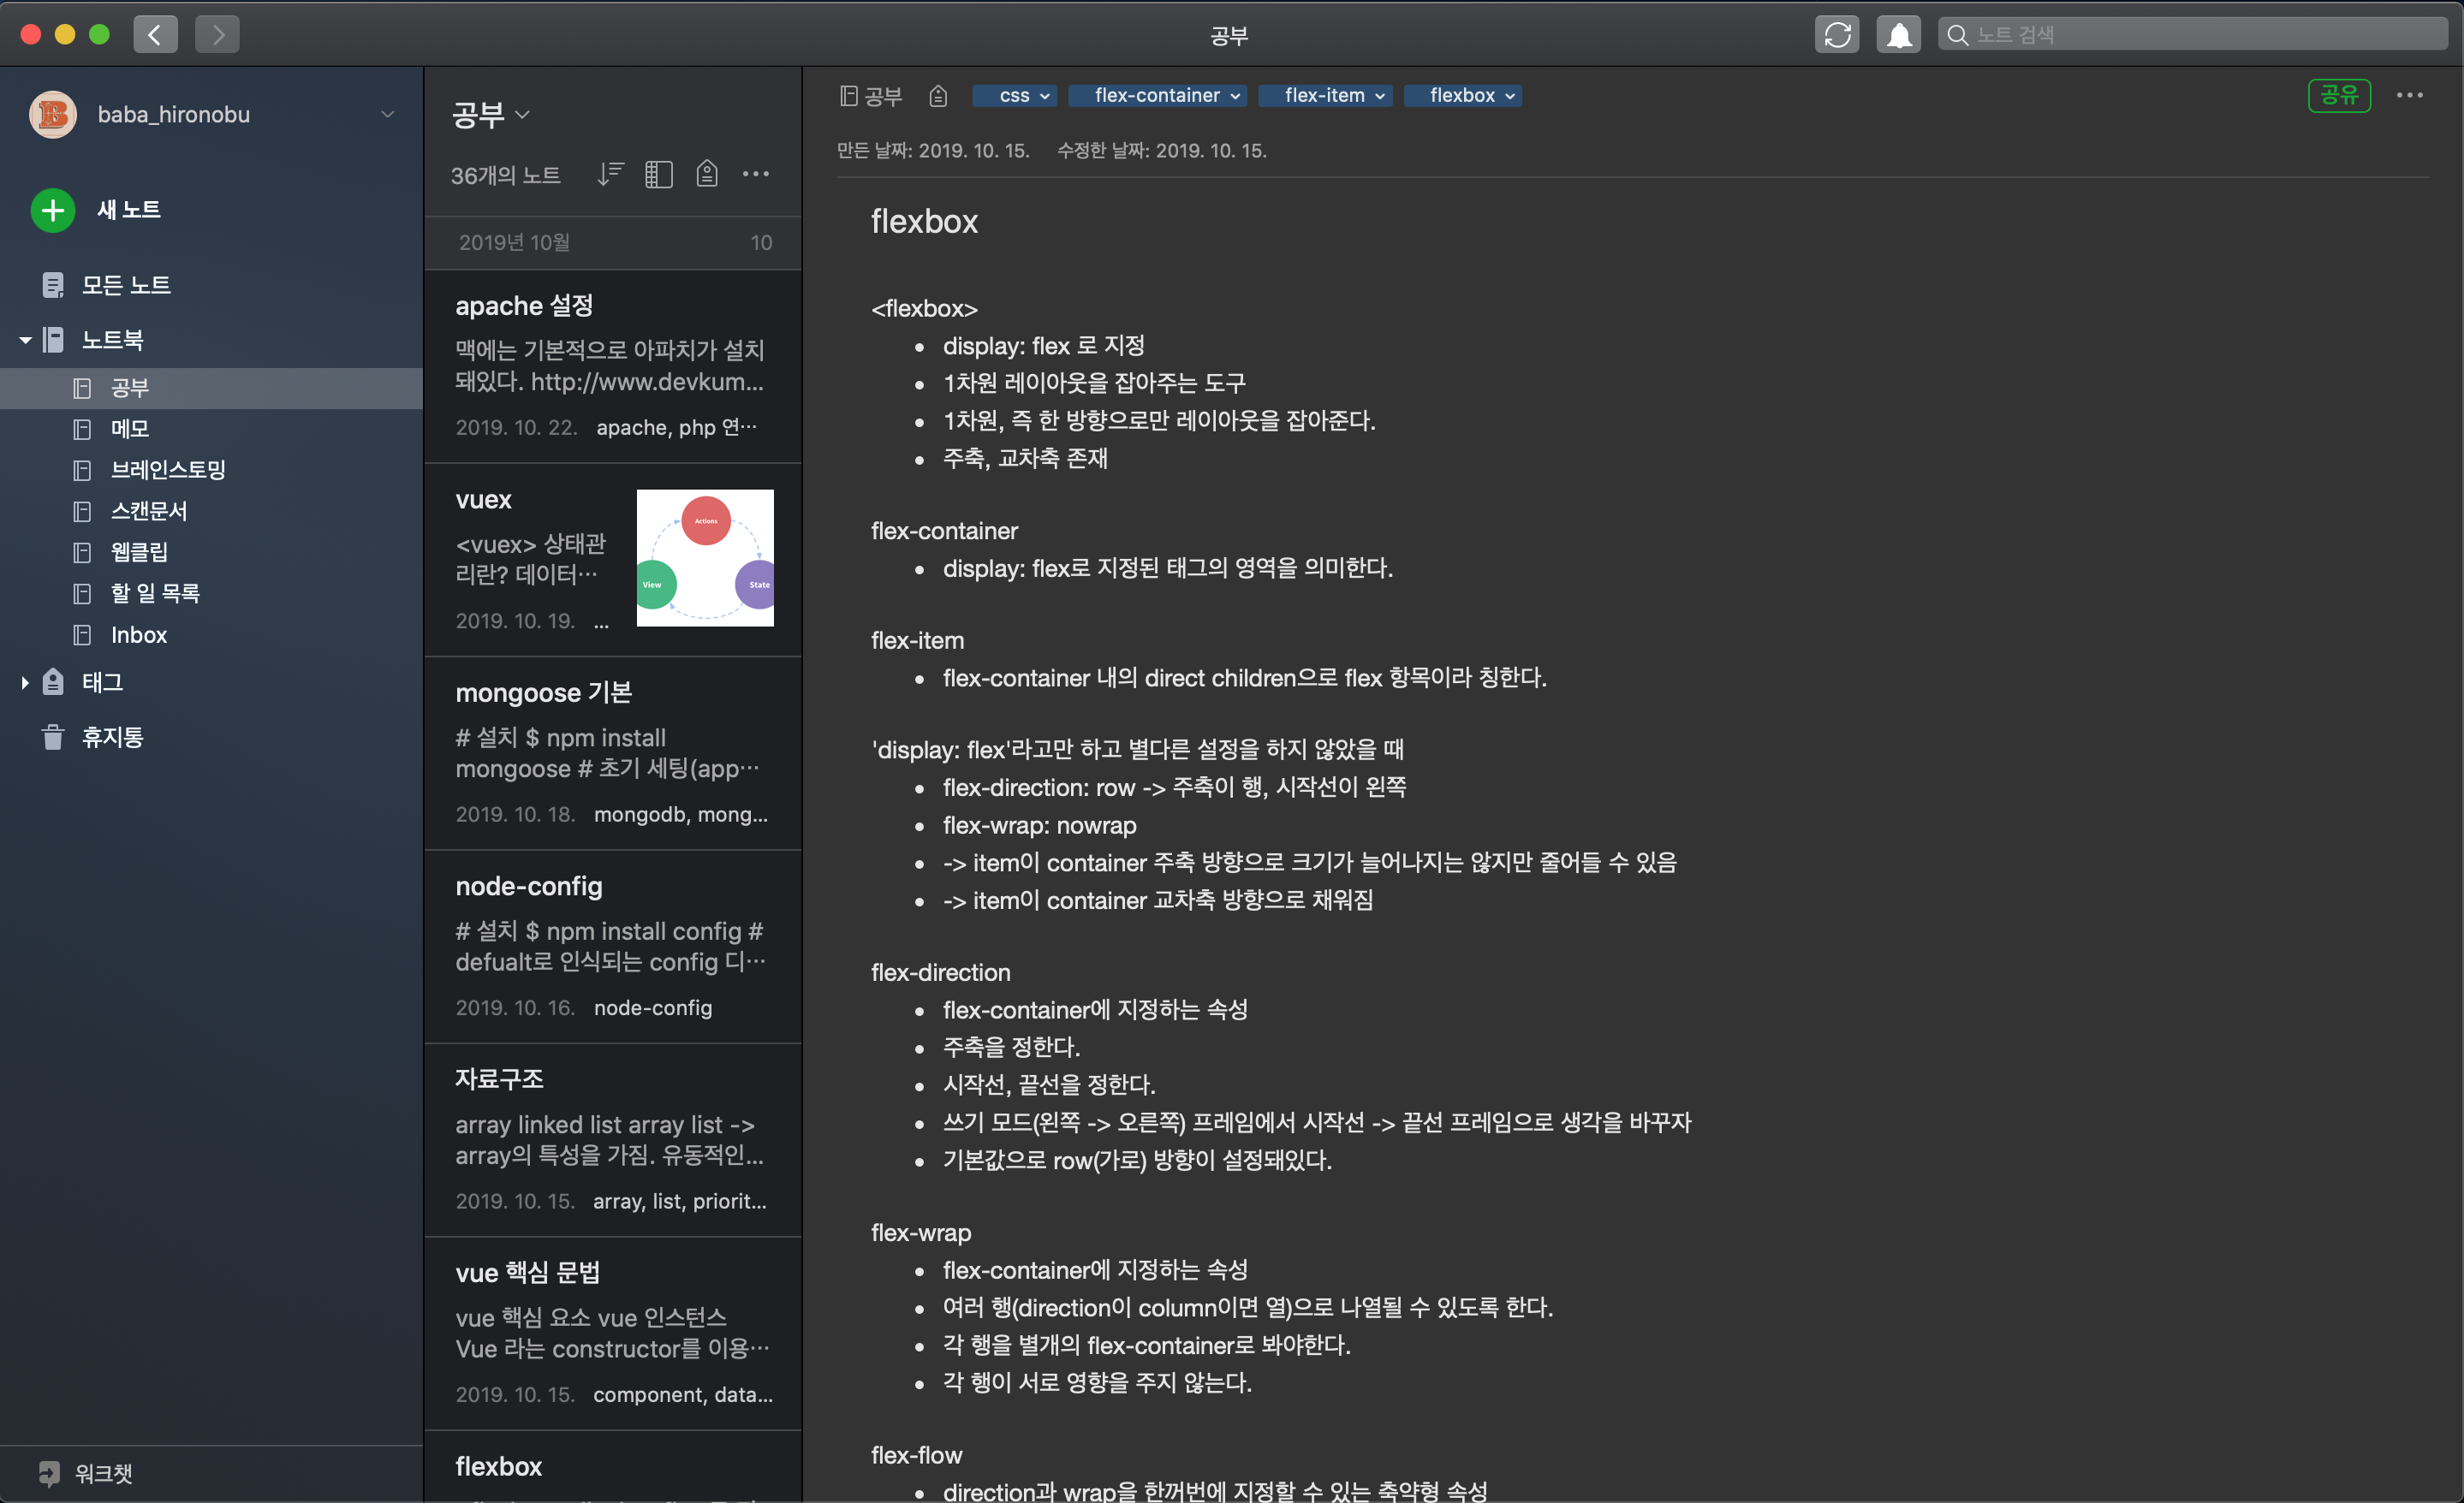 공부
노트 검색
baba_hironobu
새 노트
모든 노트
노트북
공부
메모
브레인스토밍
스캔문서
웹클립
할 일 목록
Inbox
태그
휴지통
워크챗
공부
36개의 노트
2019년 10월 10
apache 설정
맥에는 기본적으로 아파치가 설치
돼있다. http://www.devkum...
2019. 10. 22. apache, php 연…
vuex
<vuex> 상태관
리란? 데이터…
2019. 10. 19. ...
Actions
View
State
mongoose 기본
# 설치 $ npm install
mongoose # 초기 세팅(app…
2019. 10. 18. mongodb, mong...
node-config
# 설치 $ npm install config #
defualt로 인식되는 config 디…
2019. 10. 16. node-config
자료구조
array linked list array list ->
array의 특성을 가짐. 유동적인...
2019. 10. 15. array, list, priorit...
vue 핵심 문법
vue 핵심 요소 vue 인스턴스
Vue 라는 constructor를 이용…
2019. 10. 15. component, data...
flexbox
공부 css flex-container flex-item flexbox 공유
만든 날짜: 2019. 10. 15. 수정한 날짜: 2019. 10. 15.
flexbox
<flexbox>
• display: flex 로 지정
• 1차원 레이아웃을 잡아주는 도구
• 1차원, 즉 한 방향으로만 레이아웃을 잡아준다.
• 주축, 교차축 존재
flex-container
• display: flex로 지정된 태그의 영역을 의미한다.
flex-item
• flex-container 내의 direct children으로 flex 항목이라 칭한다.
'display: flex'라고만 하고 별다른 설정을 하지 않았을 때
• flex-direction: row -> 주축이 행, 시작선이 왼쪽
• flex-wrap: nowrap
• -> item이 container 주축 방향으로 크기가 늘어나지는 않지만 줄어들 수 있음
• -> item이 container 교차축 방향으로 채워짐
flex-direction
• flex-container에 지정하는 속성
• 주축을 정한다.
• 시작선, 끝선을 정한다.
• 쓰기 모드(왼쪽 -> 오른쪽) 프레임에서 시작선 -> 끝선 프레임으로 생각을 바꾸자
• 기본값으로 row(가로) 방향이 설정돼있다.
flex-wrap
• flex-container에 지정하는 속성
• 여러 행(direction이 column이면 열)으로 나열될 수 있도록 한다.
• 각 행을 별개의 flex-container로 봐야한다.
• 각 행이 서로 영향을 주지 않는다.
flex-flow
• direction과 wrap을 한꺼번에 지정할 수 있는 축약형 속성